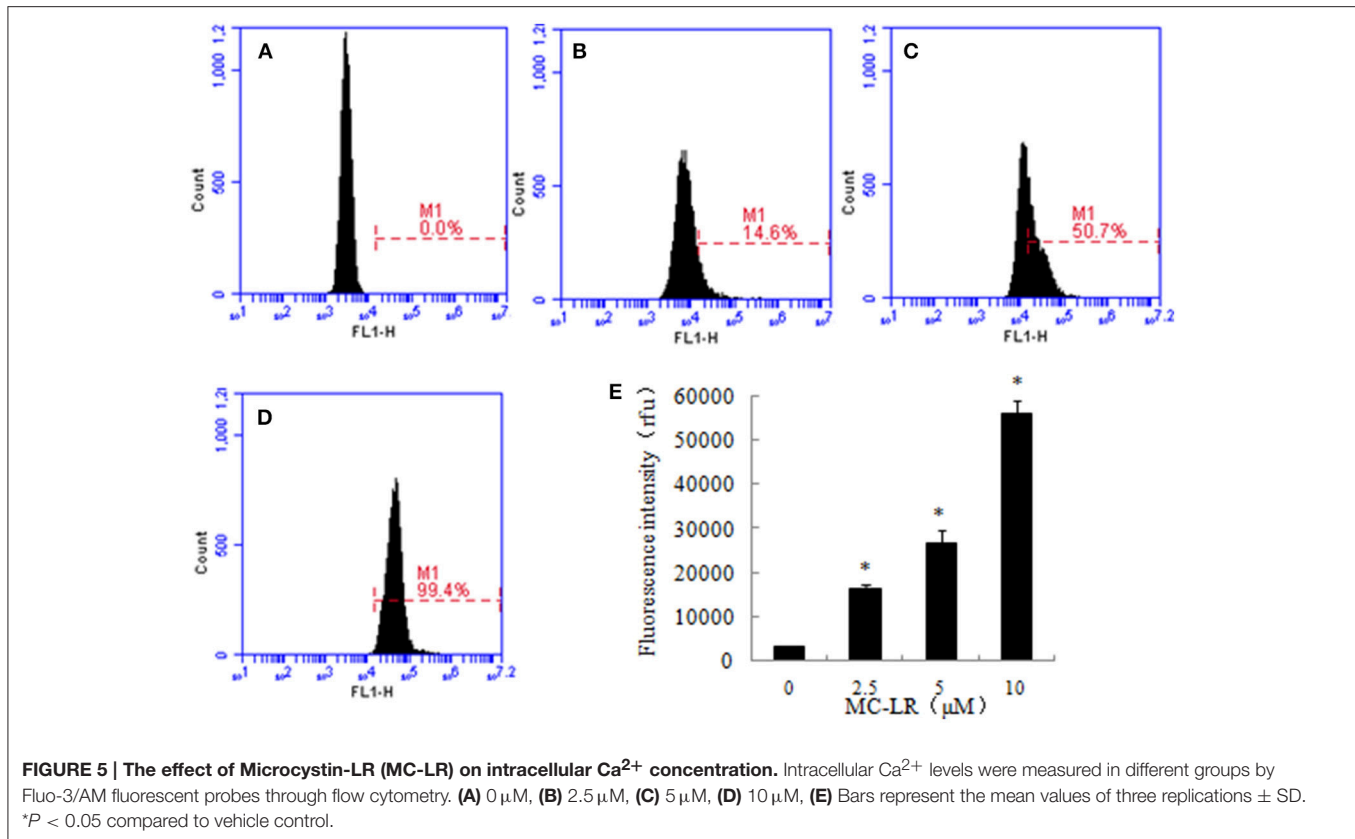 A
1,000
500
0
Count
M1
0.0%
FL1-H
B
1,000
500
0
Count
M1
14.6%
FL1-H
C
1,000
500
0
Count
M1
50.7%
FL1-H
D
1,000
500
0
Count
M1
99.4%
FL1-H
E
Fluorescence intensity（rfu）
60000
50000
40000
30000
20000
10000
0
*
*
*
0 2.5 5 10
MC-LR（μM）
FIGURE 5 | The effect of Microcystin-LR (MC-LR) on intracellular Ca2+ concentration. Intracellular Ca2+ levels were measured in different groups by
Fluo-3/AM fluorescent probes through flow cytometry. (A) 0 μM, (B) 2.5 μM, (C) 5 μM, (D) 10 μM, (E) Bars represent the mean values of three replications ± SD.
*P < 0.05 compared to vehicle control.